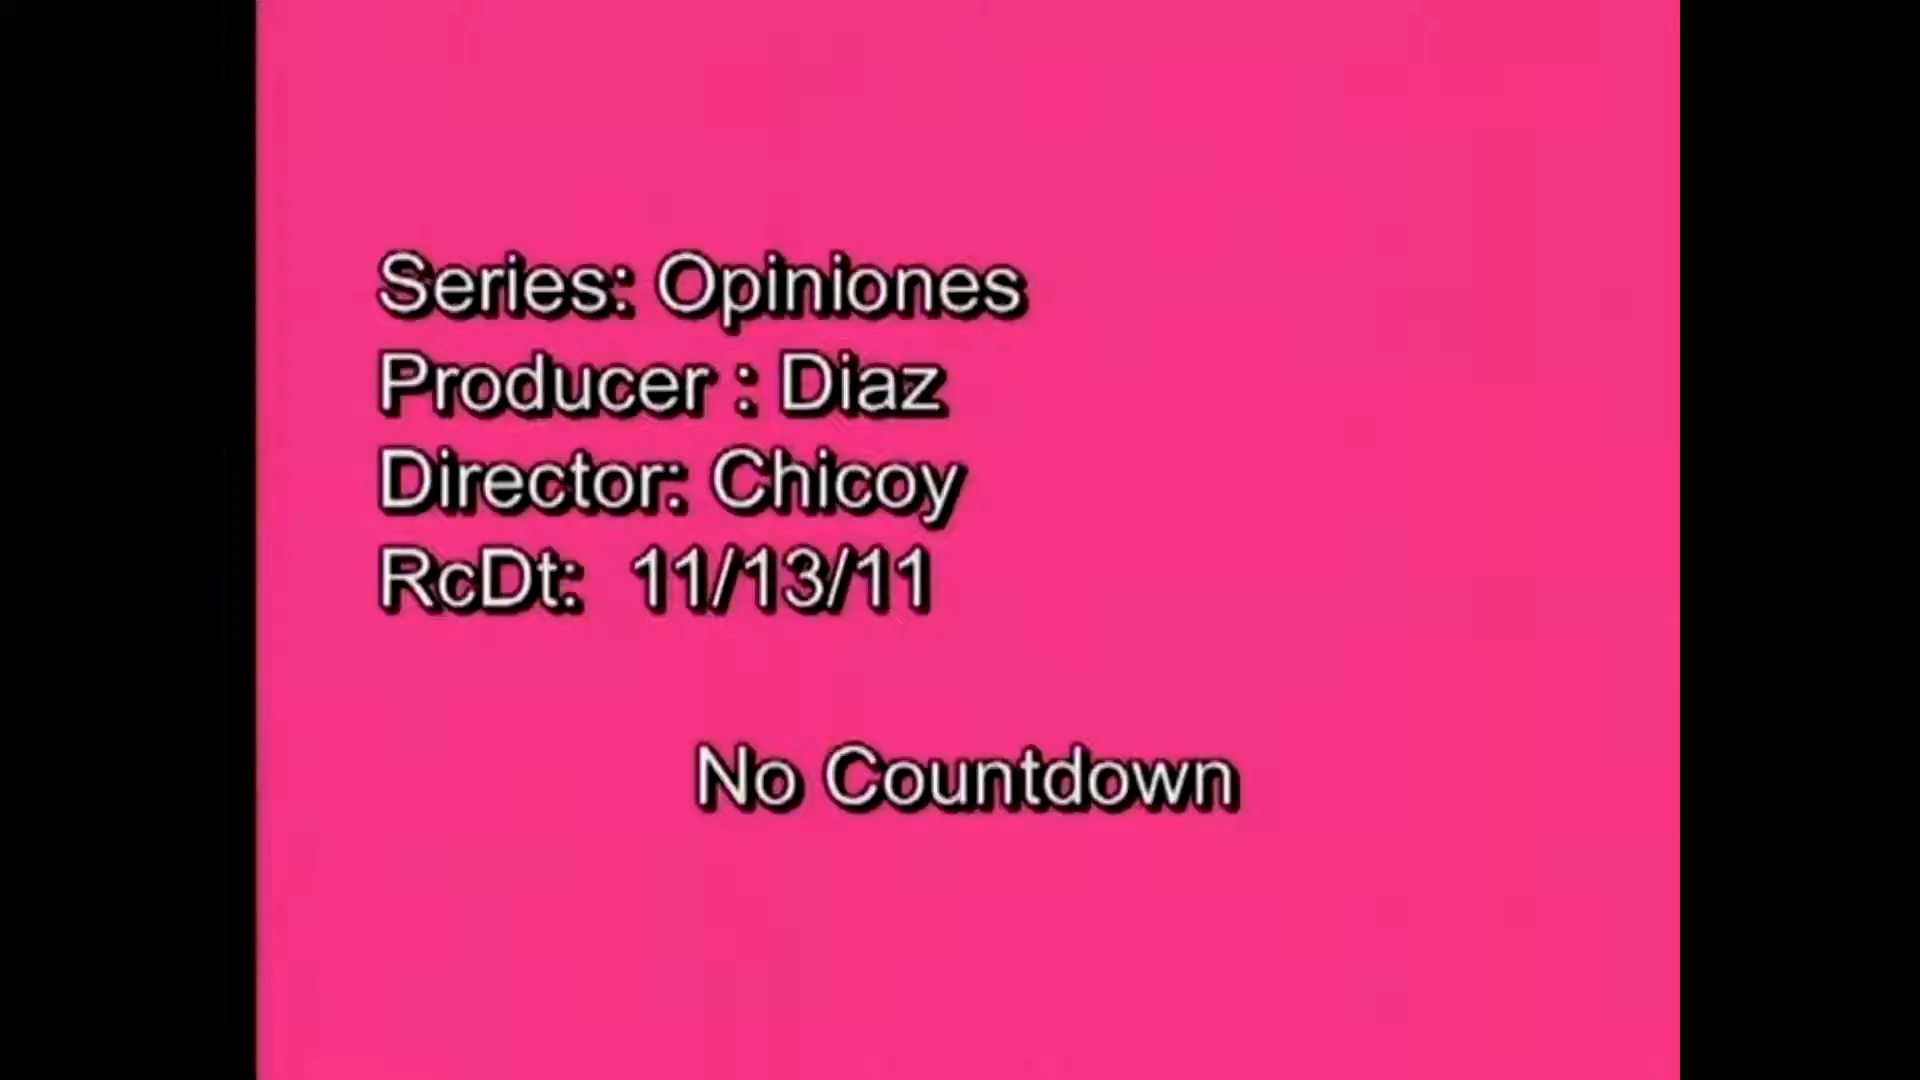 Series: Opiniones
Producer : Diaz
Director: Chicoy
RcDt: 11/13/11
No Countdown